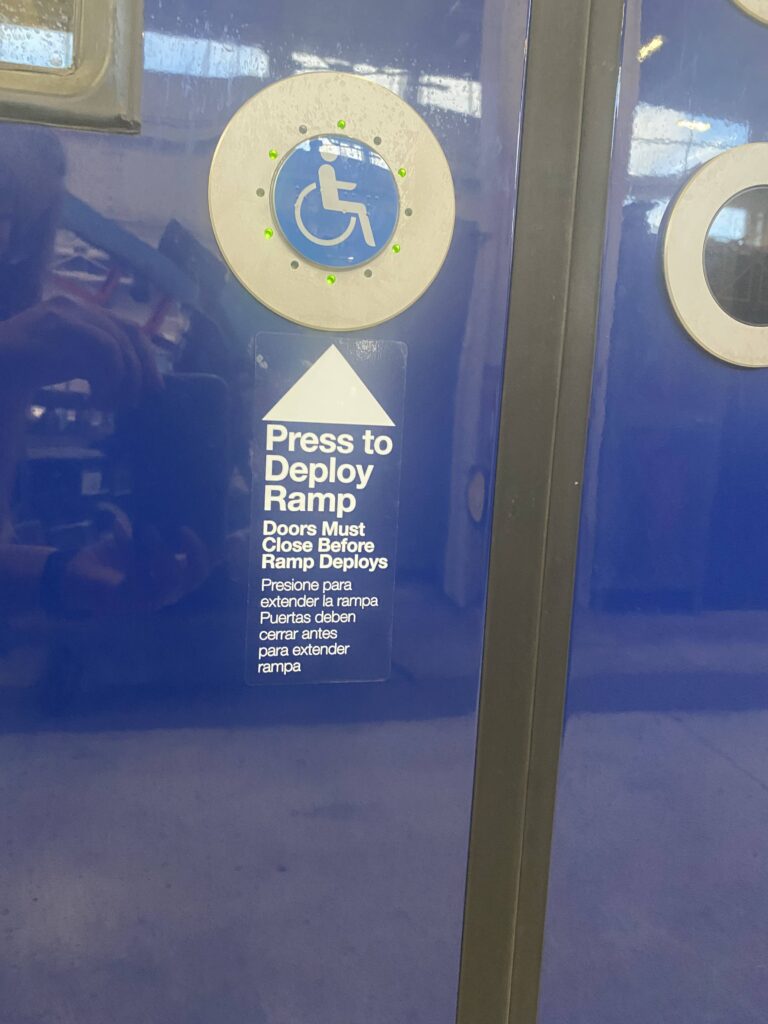 Press to
Deploy
Ramp
Doors Must
Close Before
Ramp Deploys
Presione para
extender la rampa
Puertas deben
cerrar antes
para extender
rampa